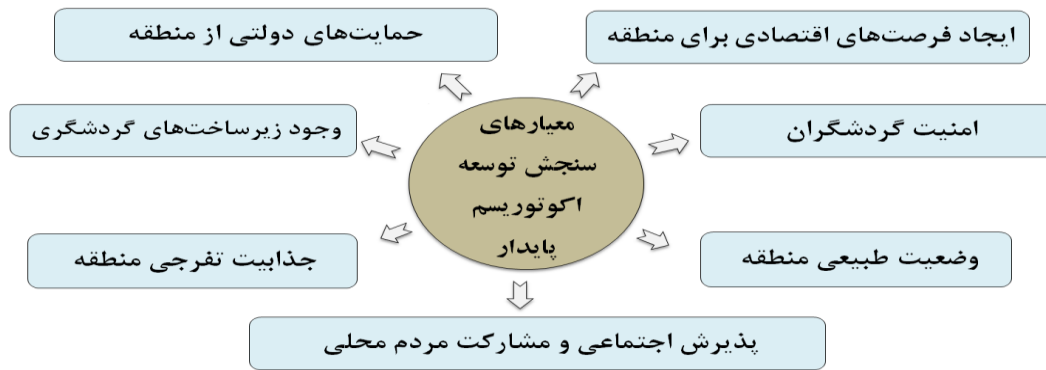 ایجاد فرصت‌های اقتصادی برای منطقه
حمایت‌های دولتی از منطقه
امنیت گردشگران
وجود زیرساخت‌های گردشگری
معیارهای
سنجش توسعه
اکوتوریسم
پایدار
وضعیت طبیعی منطقه
جذابیت تفرجی منطقه
پذیرش اجتماعی و مشارکت مردم محلی